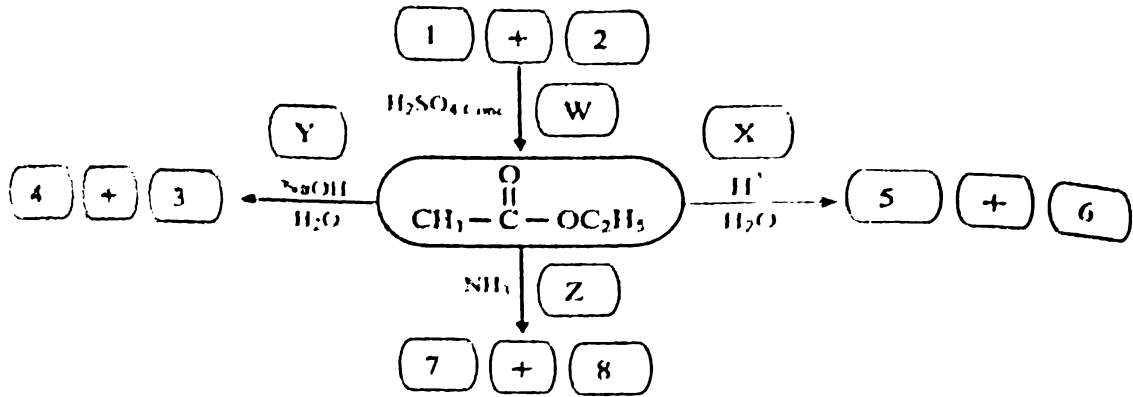 1 + 2
H₂SO₄ conc W
Y X
4 + 3 NaOH H⁺ 5 + 6
H₂O H₂O
O
CH₃ – C – OC₂H₅
NH₃ Z
7 + 8